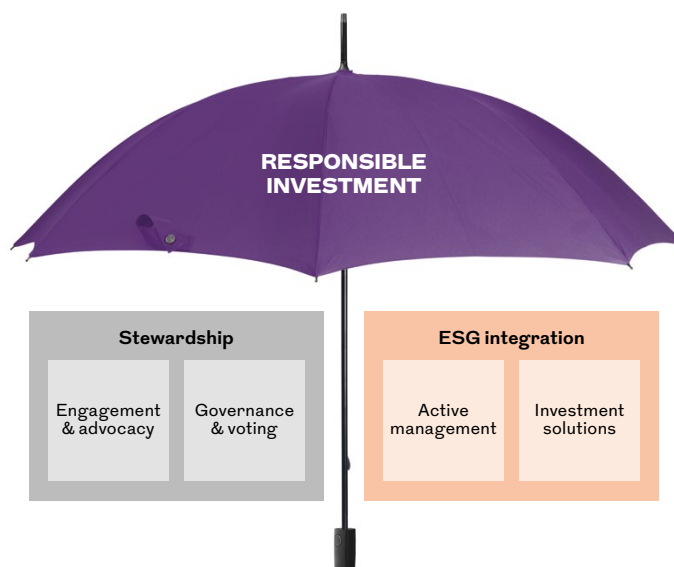 RESPONSIBLE
INVESTMENT
Stewardship
Engagement
& advocacy
Governance
& voting
ESG integration
Active
management
Investment
solutions